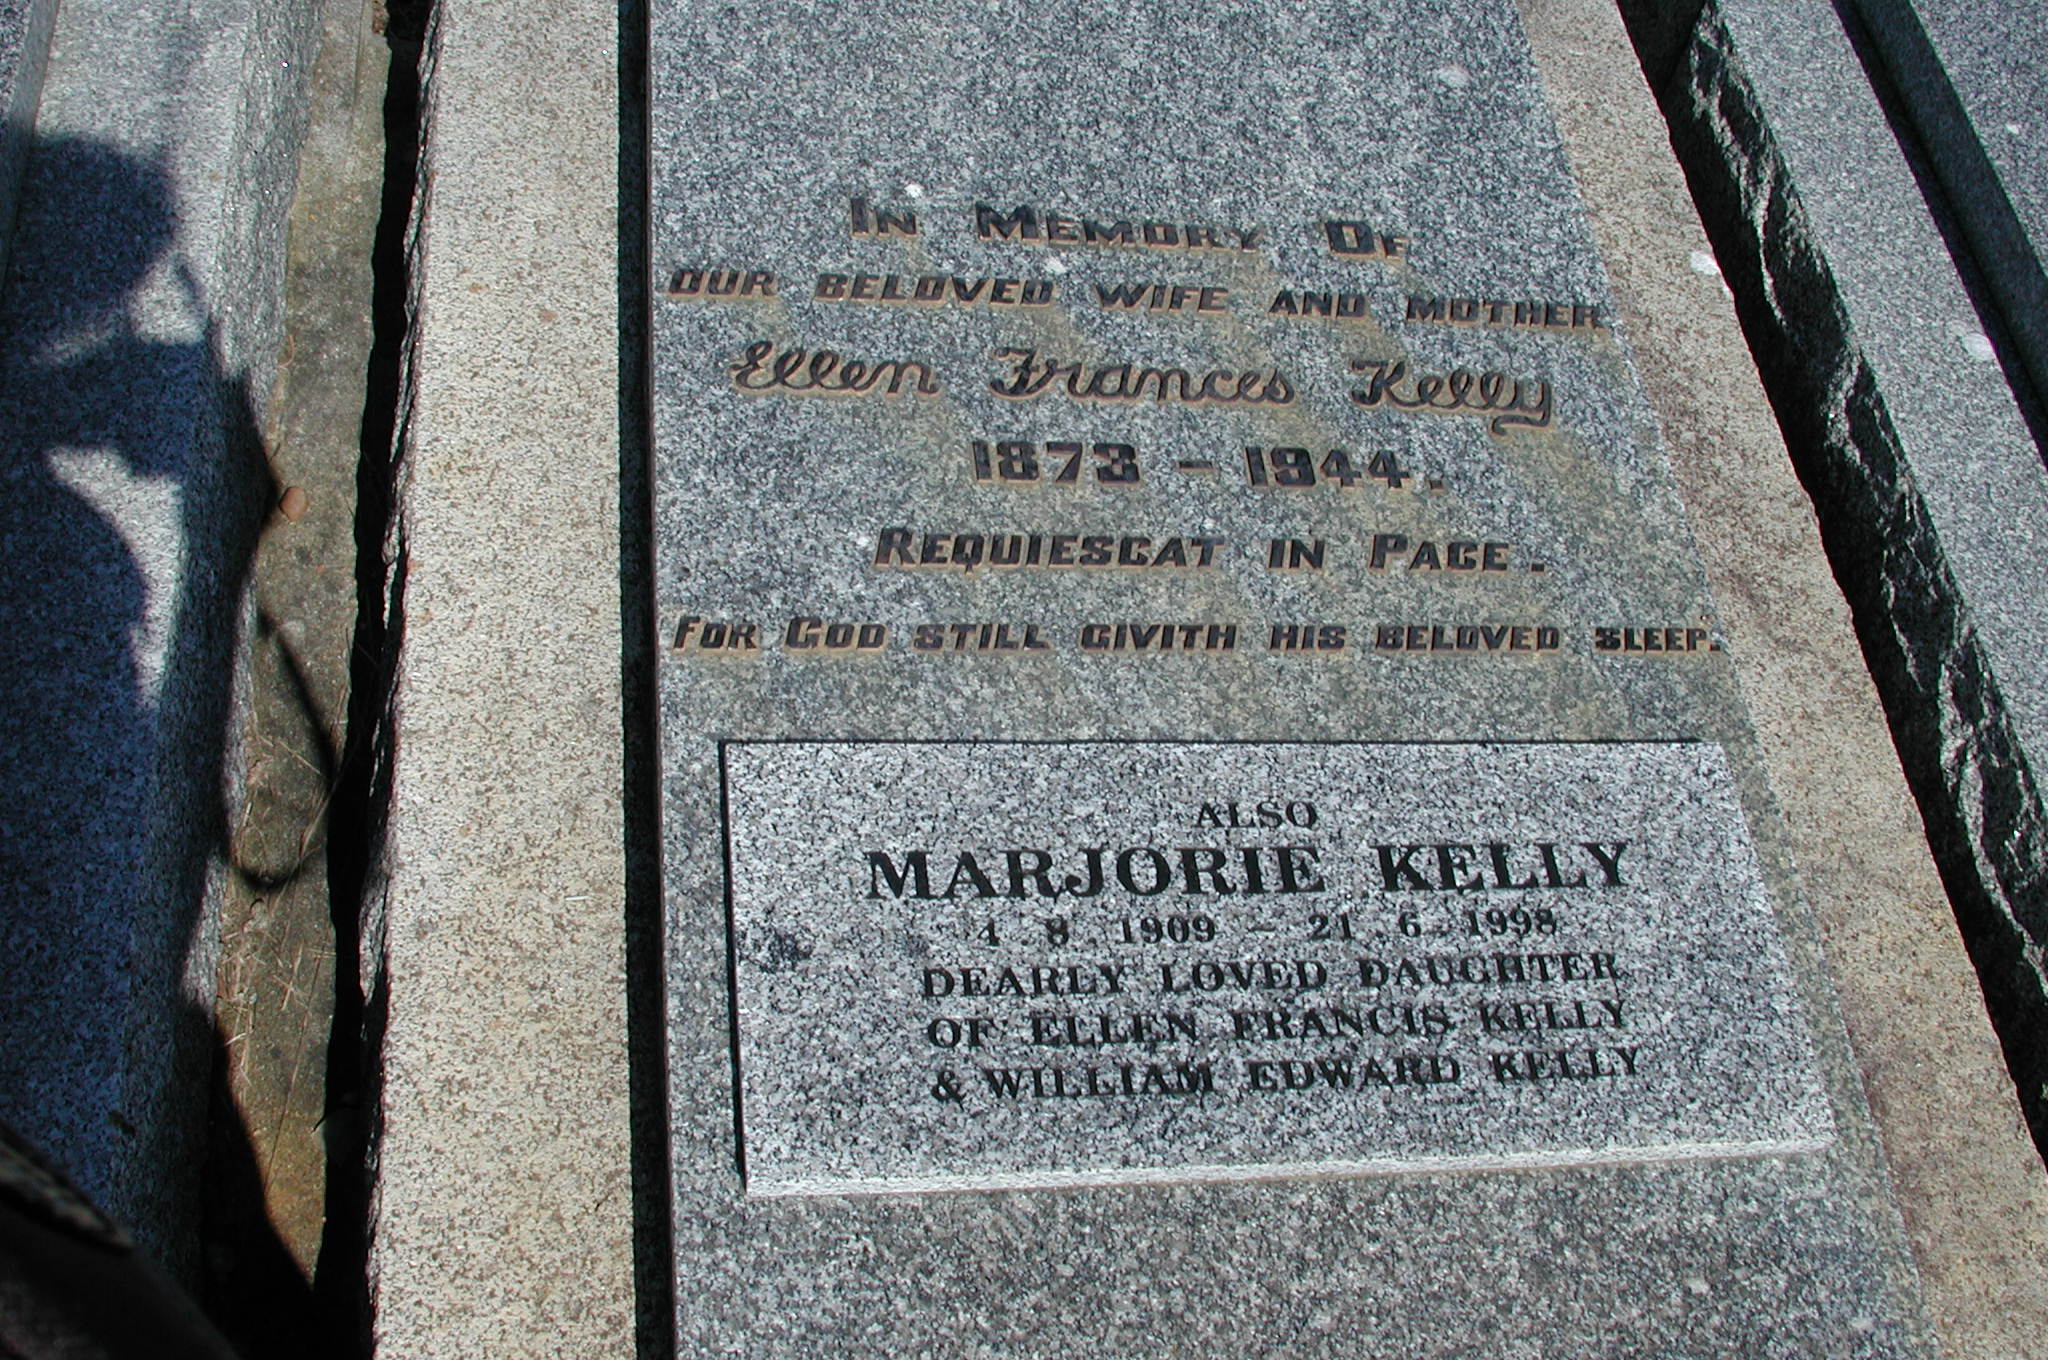 In Memory Of
OUR BELOVED WIFE AND MOTHER
Ellen Frances Kelly
1873 - 1944.
REQUIESCAT IN PACE.
FOR GOD STILL GIVITH HIS BELOVED SLEEP.
ALSO
MARJORIE KELLY
4 . 8 . 1909 - 21 . 6 . 1998
DEARLY LOVED DAUGHTER
OF ELLEN FRANCIS KELLY
& WILLIAM EDWARD KELLY